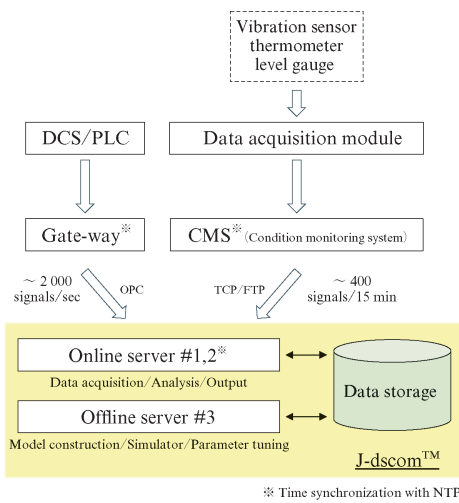 Vibration sensor
thermometer
level gauge
DCS/PLC
Data acquisition module
Gate-way※
CMS※ (Condition monitoring system)
~ 2 000
signals/sec
OPC
TCP/FTP
~ 400
signals/15 min
Online server #1,2※
Data acquisition/Analysis/Output
Data storage
Offline server #3
Model construction/Simulator/Parameter tuning
J-dscom™
※ Time synchronization with NTP